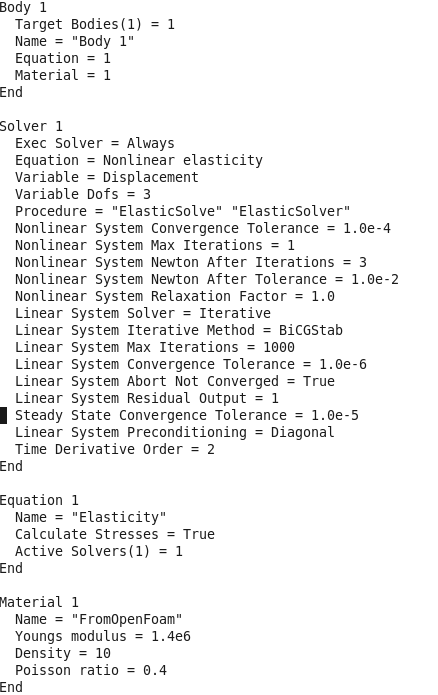 Body 1
  Target Bodies(1) = 1
  Name = "Body 1"
  Equation = 1
  Material = 1
End

Solver 1
  Exec Solver = Always
  Equation = Nonlinear elasticity
  Variable = Displacement
  Variable Dofs = 3
  Procedure = "ElasticSolve" "ElasticSolver"
  Nonlinear System Convergence Tolerance = 1.0e-4
  Nonlinear System Max Iterations = 1
  Nonlinear System Newton After Iterations = 3
  Nonlinear System Newton After Tolerance = 1.0e-2
  Nonlinear System Relaxation Factor = 1.0
  Linear System Solver = Iterative
  Linear System Iterative Method = BiCGStab
  Linear System Max Iterations = 1000
  Linear System Convergence Tolerance = 1.0e-6
  Linear System Abort Not Converged = True
  Linear System Residual Output = 1
  Steady State Convergence Tolerance = 1.0e-5
  Linear System Preconditioning = Diagonal
  Time Derivative Order = 2
End

Equation 1
  Name = "Elasticity"
  Calculate Stresses = True
  Active Solvers(1) = 1
End

Material 1
  Name = "FromOpenFoam"
  Youngs modulus = 1.4e6
  Density = 10
  Poisson ratio = 0.4
End